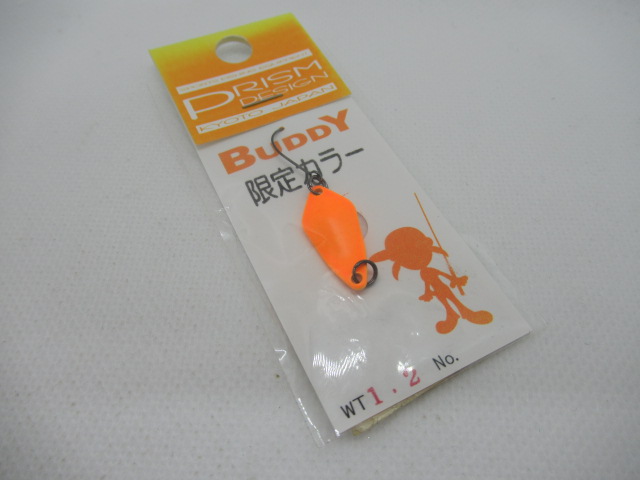 PRISM
DESIGN
KYOTO JAPAN
BUDDY
限定カラー
WT 1.2 No.